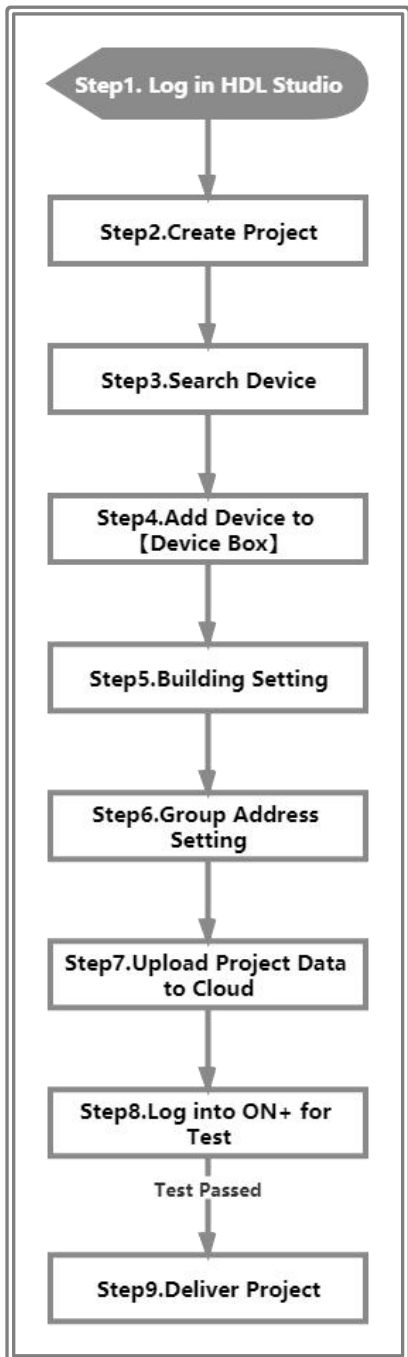 Step1. Log in HDL Studio
Step2.Create Project
Step3.Search Device
Step4.Add Device to
【Device Box】
Step5.Building Setting
Step6.Group Address
Setting
Step7.Upload Project Data
to Cloud
Step8.Log into ON+ for
Test
Test Passed
Step9.Deliver Project